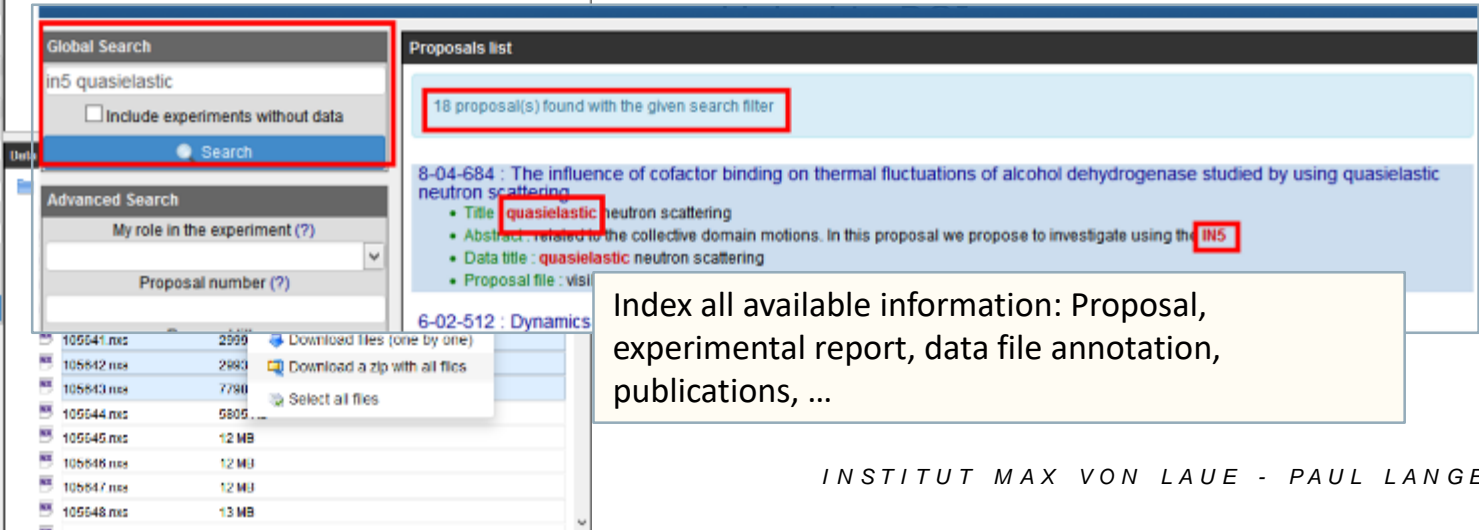 Global Search
in5 quasielastic
Include experiments without data
Search
Advanced Search
My role in the experiment (?)
Proposal number (?)
Proposals list
18 proposal(s) found with the given search filter
8-04-684 : The influence of cofactor binding on thermal fluctuations of alcohol dehydrogenase studied by using quasielastic
neutron scattering
• Title : quasielastic neutron scattering
• Abstract : related to the collective domain motions. In this proposal we propose to investigate using the IN5
• Data title : quasielastic neutron scattering
• Proposal file : visi
6-02-512 : Dynamics
Index all available information: Proposal,
experimental report, data file annotation,
publications, …
105641.nxs 2999
105642.nxs 2993
105643.nxs 7790
105644.nxs 5805
105645.nxs 12 MB
105646.nxs 12 MB
105647.nxs 12 MB
105648.nxs 13 MB
Download files (one by one)
Download a zip with all files
Select all files
INSTITUT MAX VON LAUE - PAUL LANGE